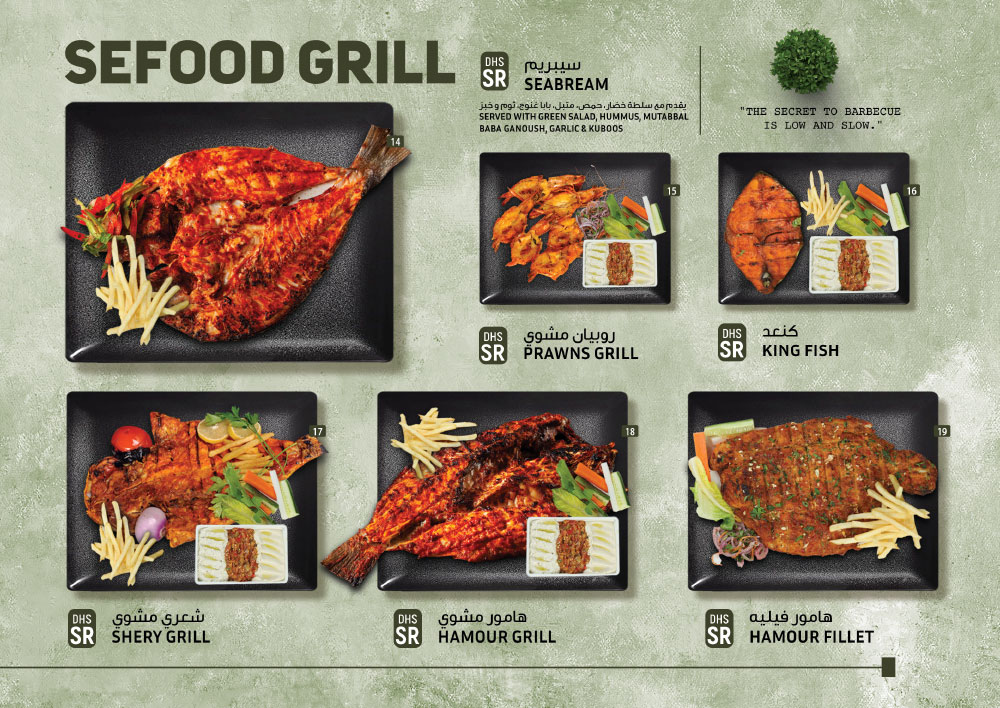 SEFOOD GRILL
DHS
SR
سيبريم
SEABREAM
يقدم مع سلطة خضار، حمص، متبل، بابا غنوج، ثوم و خبز
SERVED WITH GREEN SALAD, HUMMUS, MUTABBAL
BABA GANOUSH, GARLIC & KUBOOS
"THE SECRET TO BARBECUE
IS LOW AND SLOW."
14
15
16
DHS
SR
روبيان مشوي
PRAWNS GRILL
DHS
SR
كنعد
KING FISH
17
18
19
DHS
SR
شعري مشوي
SHERY GRILL
DHS
SR
هامور مشوي
HAMOUR GRILL
DHS
SR
هامور فيليه
HAMOUR FILLET